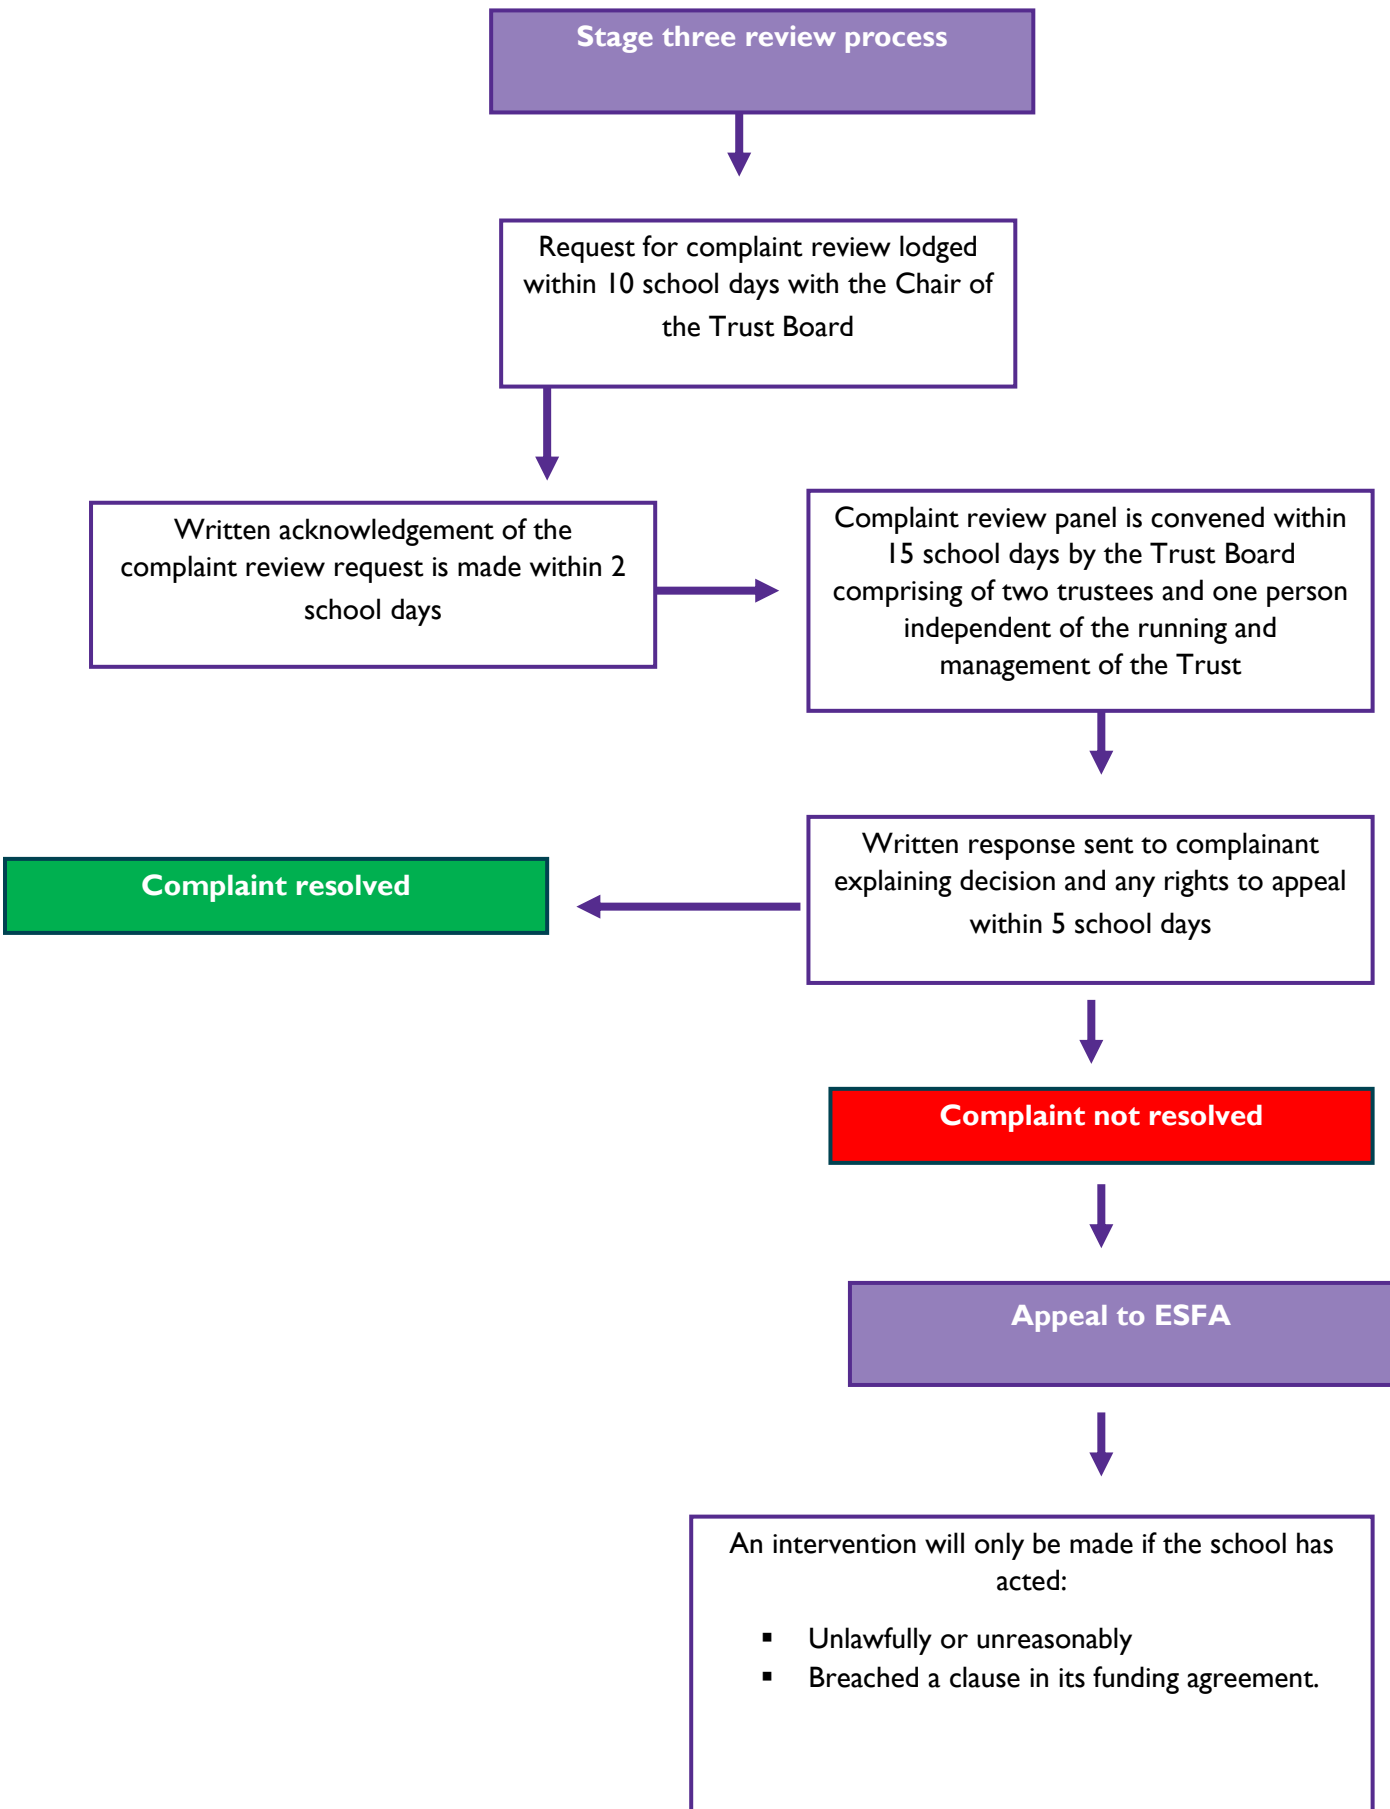 Stage three review process
Request for complaint review lodged
within 10 school days with the Chair of
the Trust Board
Written acknowledgement of the
complaint review request is made within 2
school days
Complaint review panel is convened within
15 school days by the Trust Board
comprising of two trustees and one person
independent of the running and
management of the Trust
Written response sent to complainant
explaining decision and any rights to appeal
within 5 school days
Complaint resolved
Complaint not resolved
Appeal to ESFA
An intervention will only be made if the school has
acted:
▪ Unlawfully or unreasonably
▪ Breached a clause in its funding agreement.